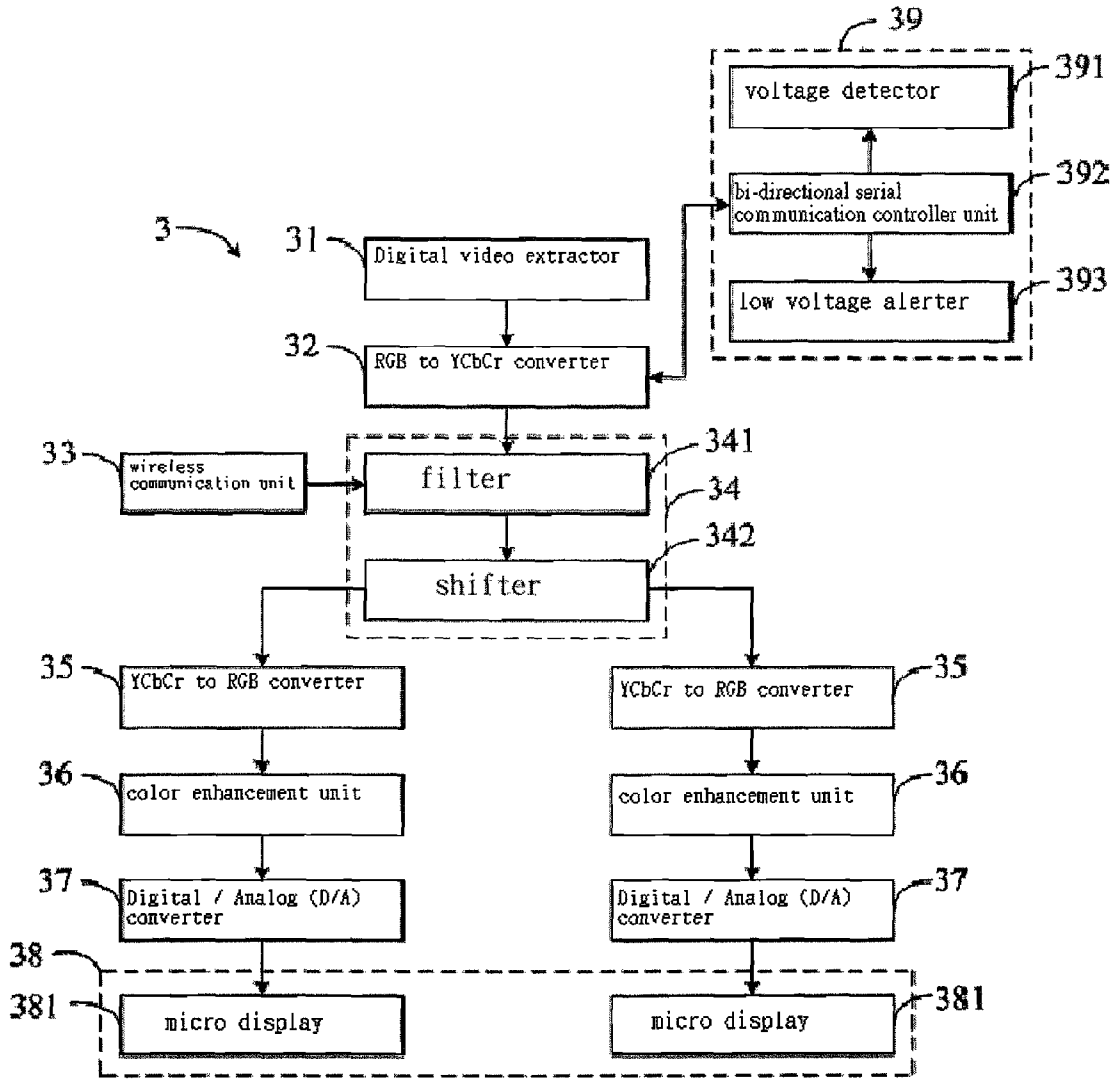 39
voltage detector
391
bi-directional serial
communication controller unit
392
3
31
Digital video extractor
low voltage alerter
393
32
RGB to YCbCr converter
33
wireless
communication unit
filter
341
34
shifter
342
35
YCbCr to RGB converter
YCbCr to RGB converter
35
36
color enhancement unit
color enhancement unit
36
37
Digital / Analog (D/A)
converter
Digital / Analog (D/A)
converter
37
38
381
micro display
micro display
381